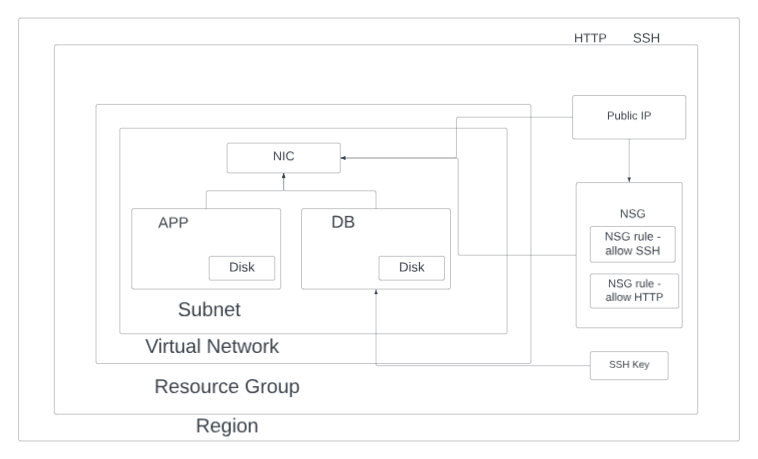 HTTP SSH
Public IP
NIC
NSG
APP
DB
NSG rule -
allow SSH
Disk
Disk
NSG rule -
allow HTTP
Subnet
Virtual Network
SSH Key
Resource Group
Region